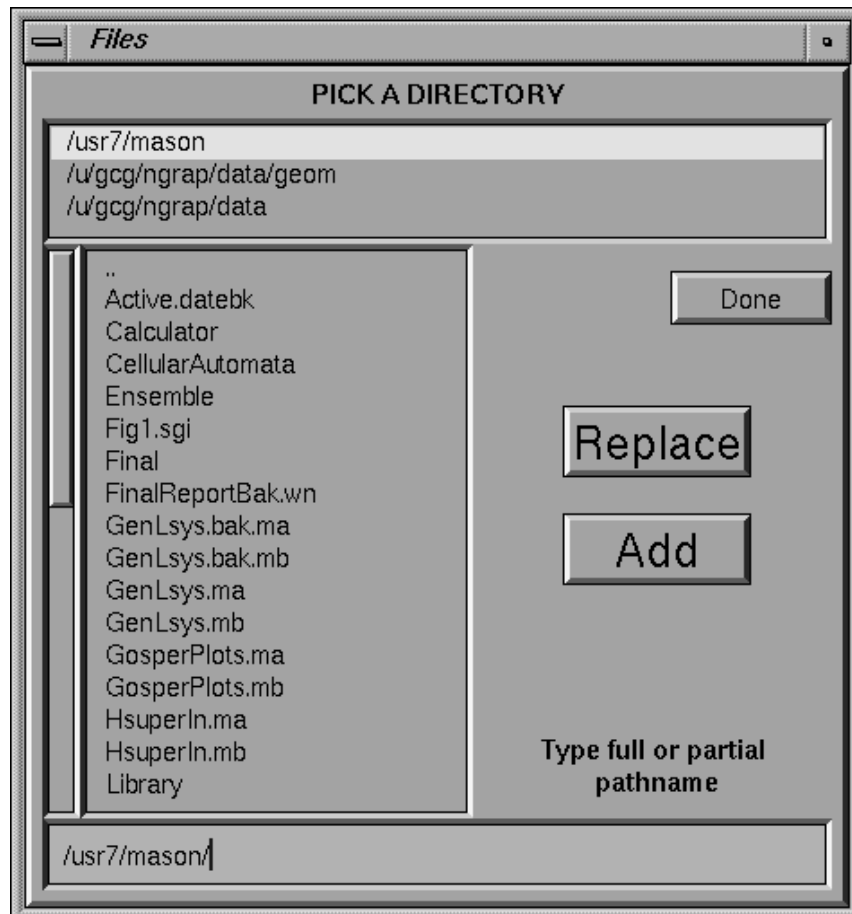 Files
PICK A DIRECTORY
/usr7/mason
/u/gcg/ngrap/data/geom
/u/gcg/ngrap/data
..
Active.datebk
Calculator
CellularAutomata
Ensemble
Fig1.sgi
Final
FinalReportBak.wn
GenLsys.bak.ma
GenLsys.bak.mb
GenLsys.ma
GenLsys.mb
GosperPlots.ma
GosperPlots.mb
HsuperIn.ma
HsuperIn.mb
Library
Done
Replace
Add
Type full or partial
pathname
/usr7/mason/